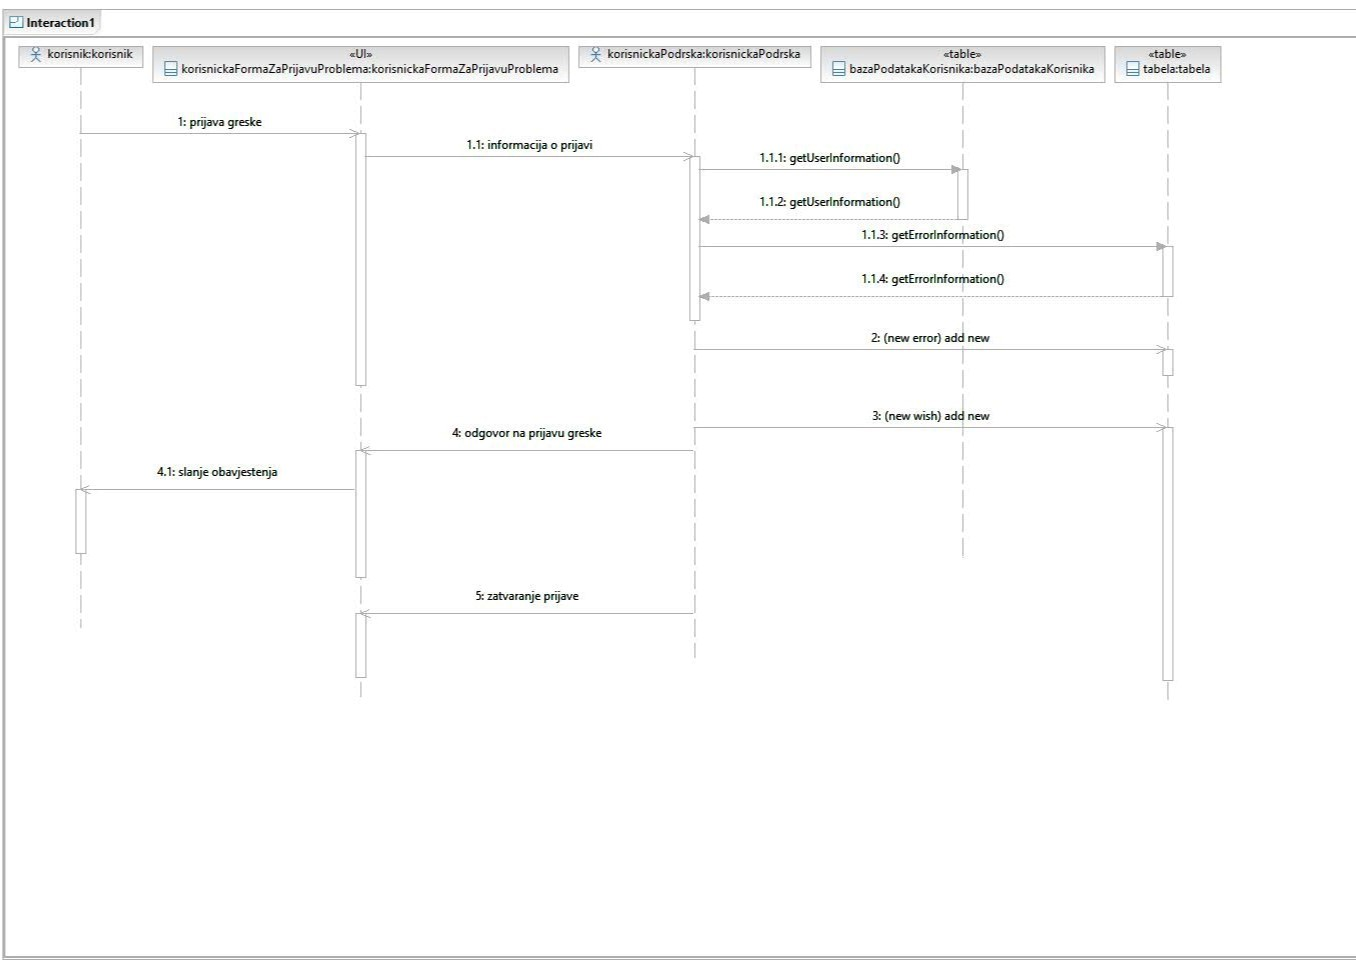 Interaction1
korisnik:korisnik
«UI»
korisnickaFormaZaPrijavuProblema:korisnickaFormaZaPrijavuProblema
korisnickaPodrska:korisnickaPodrska
«table»
bazaPodatakaKorisnika:bazaPodatakaKorisnika
«table»
tabela:tabela
1: prijava greske
1.1: informacija o prijavi
1.1.1: getUserInformation()
1.1.2: getUserInformation()
1.1.3: getErrorInformation()
1.1.4: getErrorInformation()
2: (new error) add new
3: (new wish) add new
4: odgovor na prijavu greske
4.1: slanje obavjestenja
5: zatvaranje prijave